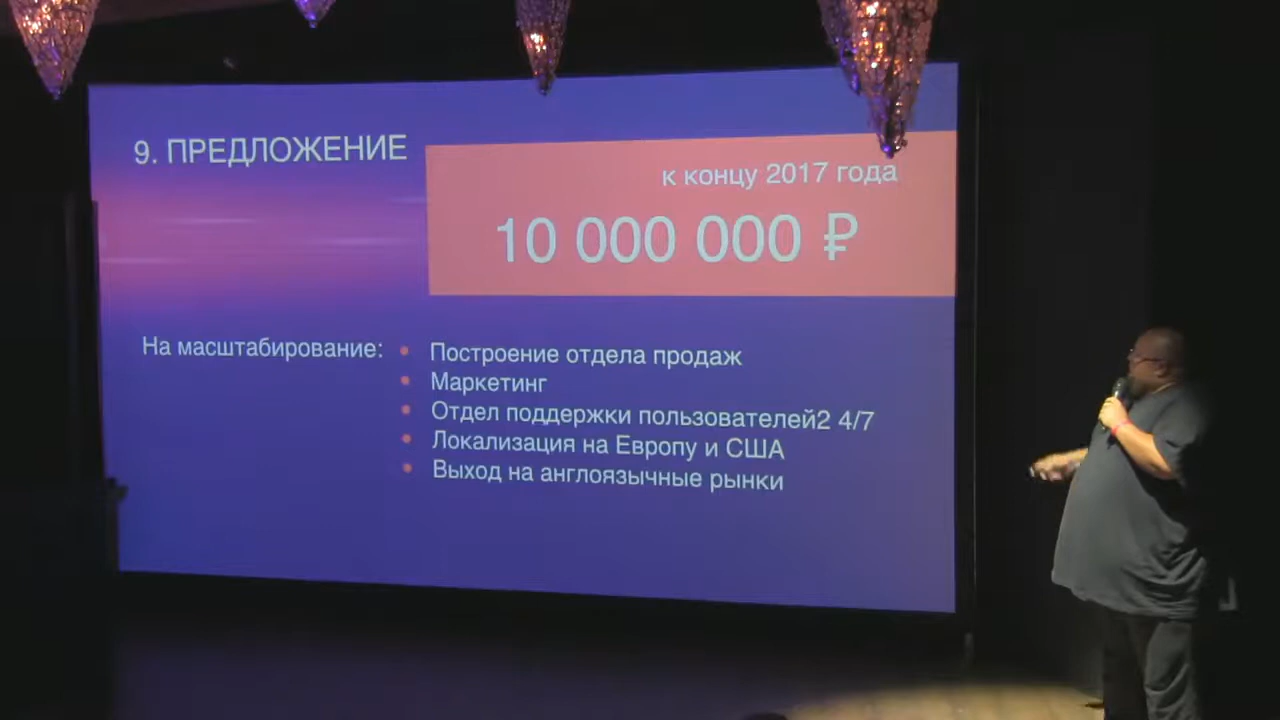 9. ПРЕДЛОЖЕНИЕ
к концу 2017 года
10 000 000 ₽
На масштабирование:
Построение отдела продаж
Маркетинг
Отдел поддержки пользователей2 4/7
Локализация на Европу и США
Выход на англоязычные рынки